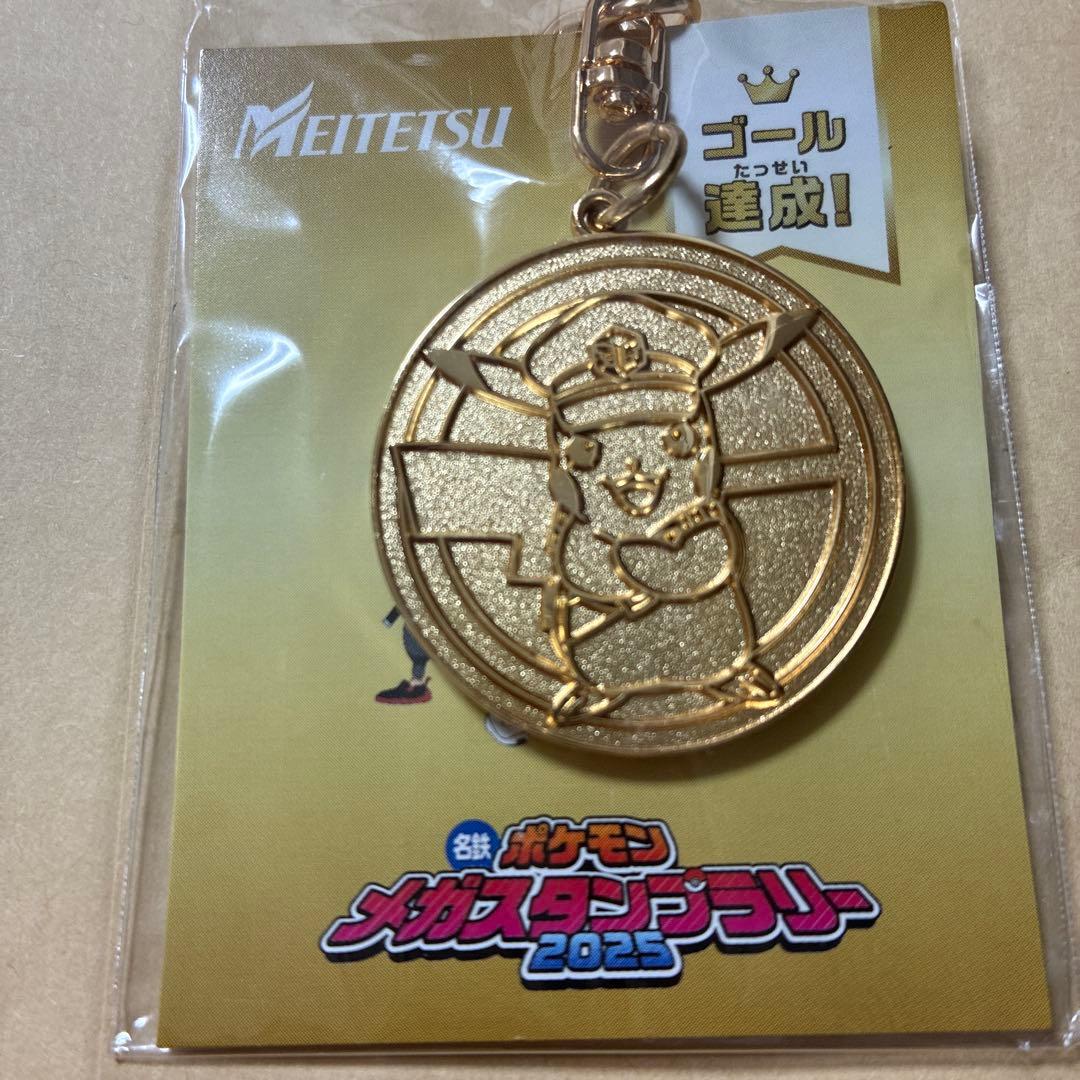 MEITETSU
ゴール
たっせい
達成!
名鉄 ポケモン
メガスタンプラリー
2025